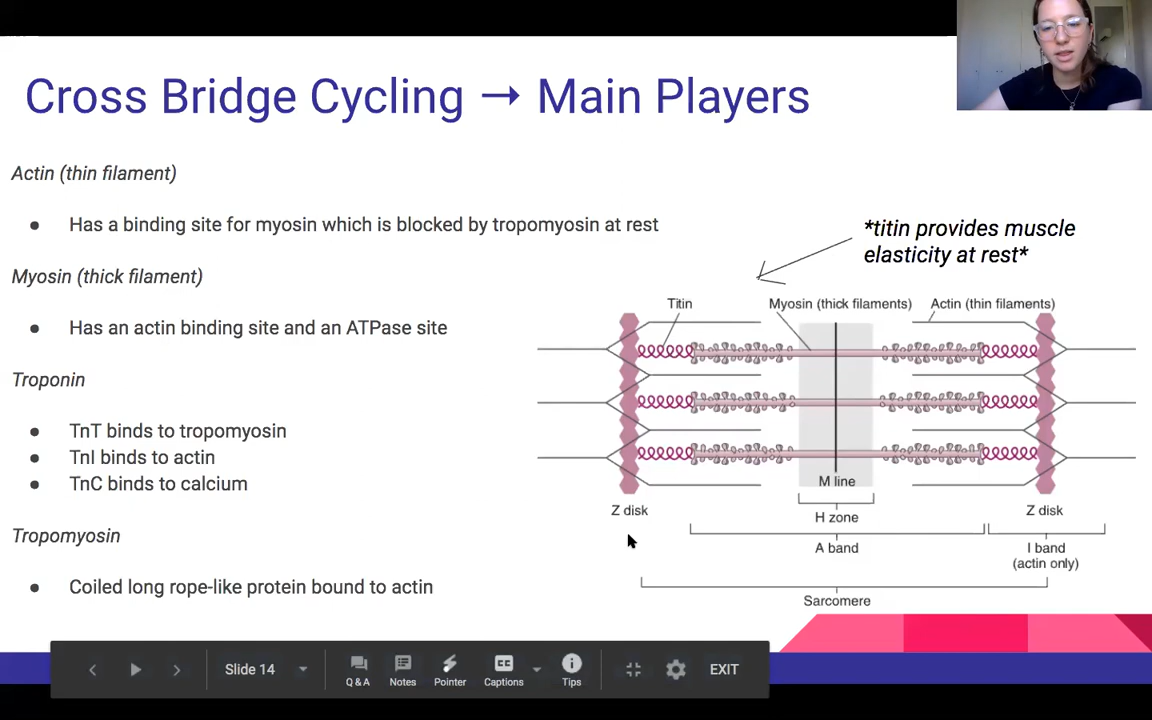 Cross Bridge Cycling → Main Players
Actin (thin filament)
● Has a binding site for myosin which is blocked by tropomyosin at rest
Myosin (thick filament)
● Has an actin binding site and an ATPase site
Troponin
● TnT binds to tropomyosin
● TnI binds to actin
● TnC binds to calcium
Tropomyosin
● Coiled long rope-like protein bound to actin
*titin provides muscle
elasticity at rest*
Titin
Myosin (thick filaments)
Actin (thin filaments)
M line
Z disk
H zone
Z disk
A band
I band
(actin only)
Sarcomere
Slide 14
Q & A
Notes
Pointer
CC
Captions
Tips
EXIT